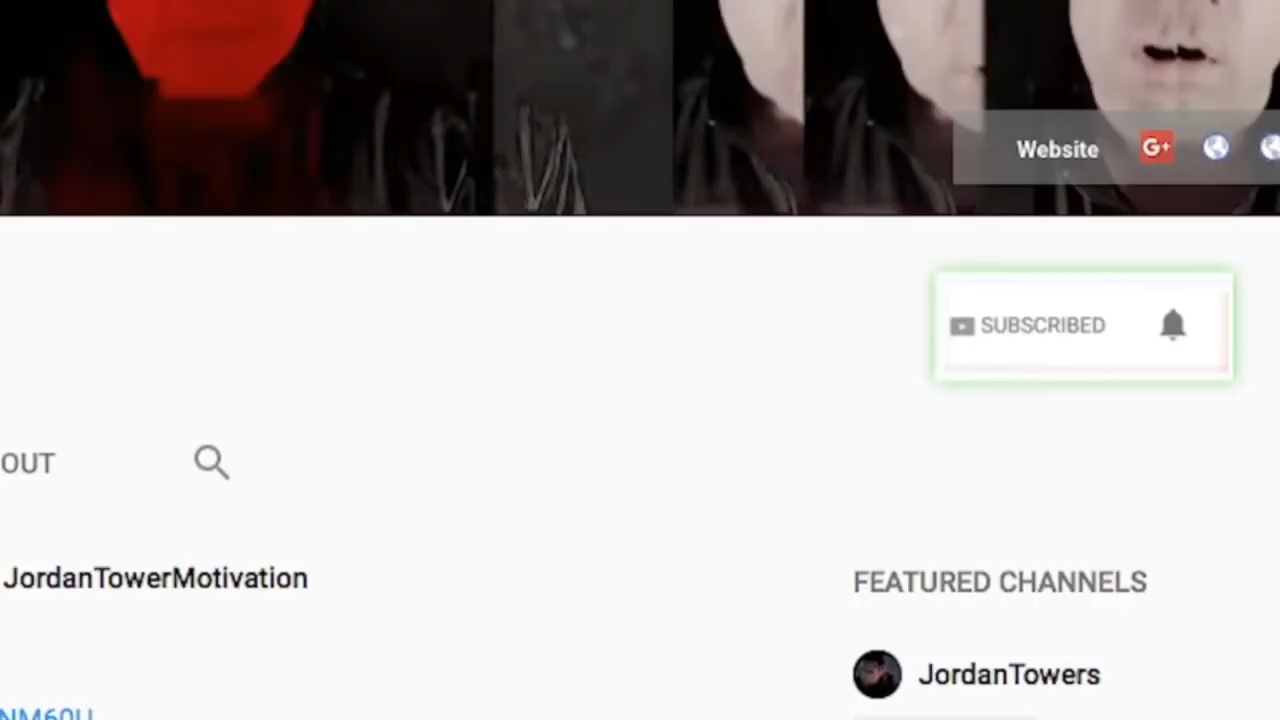 Website G+
SUBSCRIBED
OUT
JordanTowerMotivation
FEATURED CHANNELS
JordanTowers